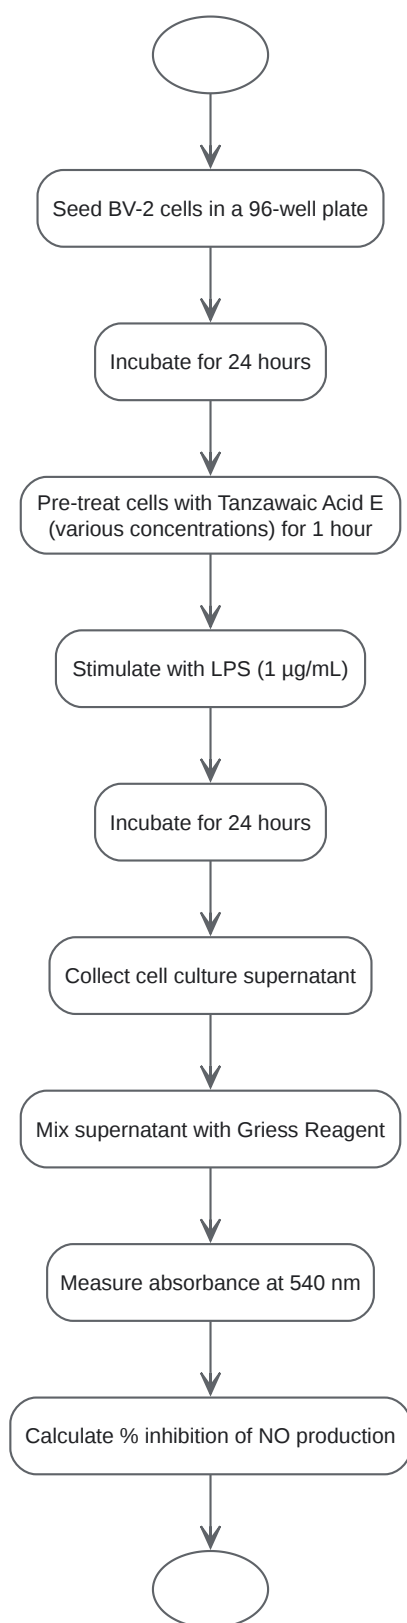 Seed BV-2 cells in a 96-well plate
Incubate for 24 hours
Pre-treat cells with Tanzawaic Acid E
(various concentrations) for 1 hour
Stimulate with LPS (1 µg/mL)
Incubate for 24 hours
Collect cell culture supernatant
Mix supernatant with Griess Reagent
Measure absorbance at 540 nm
Calculate % inhibition of NO production